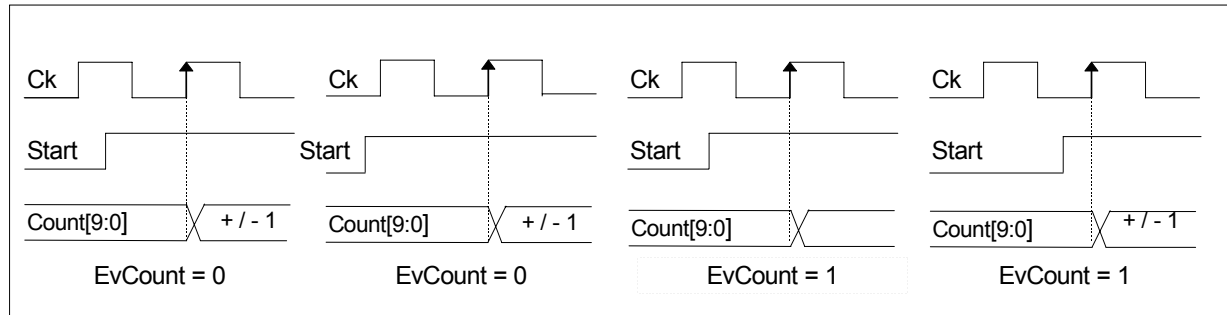 Ck
Start
Count[9:0] + / - 1
EvCount = 0
Ck
Start
Count[9:0] + / - 1
EvCount = 0
Ck
Start
Count[9:0]
EvCount = 1
Ck
Start
Count[9:0] + / - 1
EvCount = 1